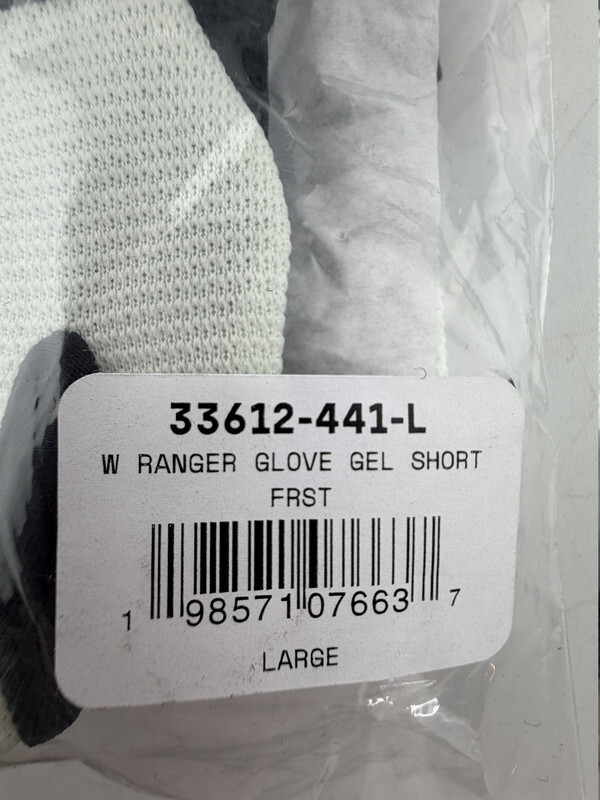 33612-441-L
W RANGER GLOVE GEL SHORT
FRST
1 98571 07663 7
LARGE